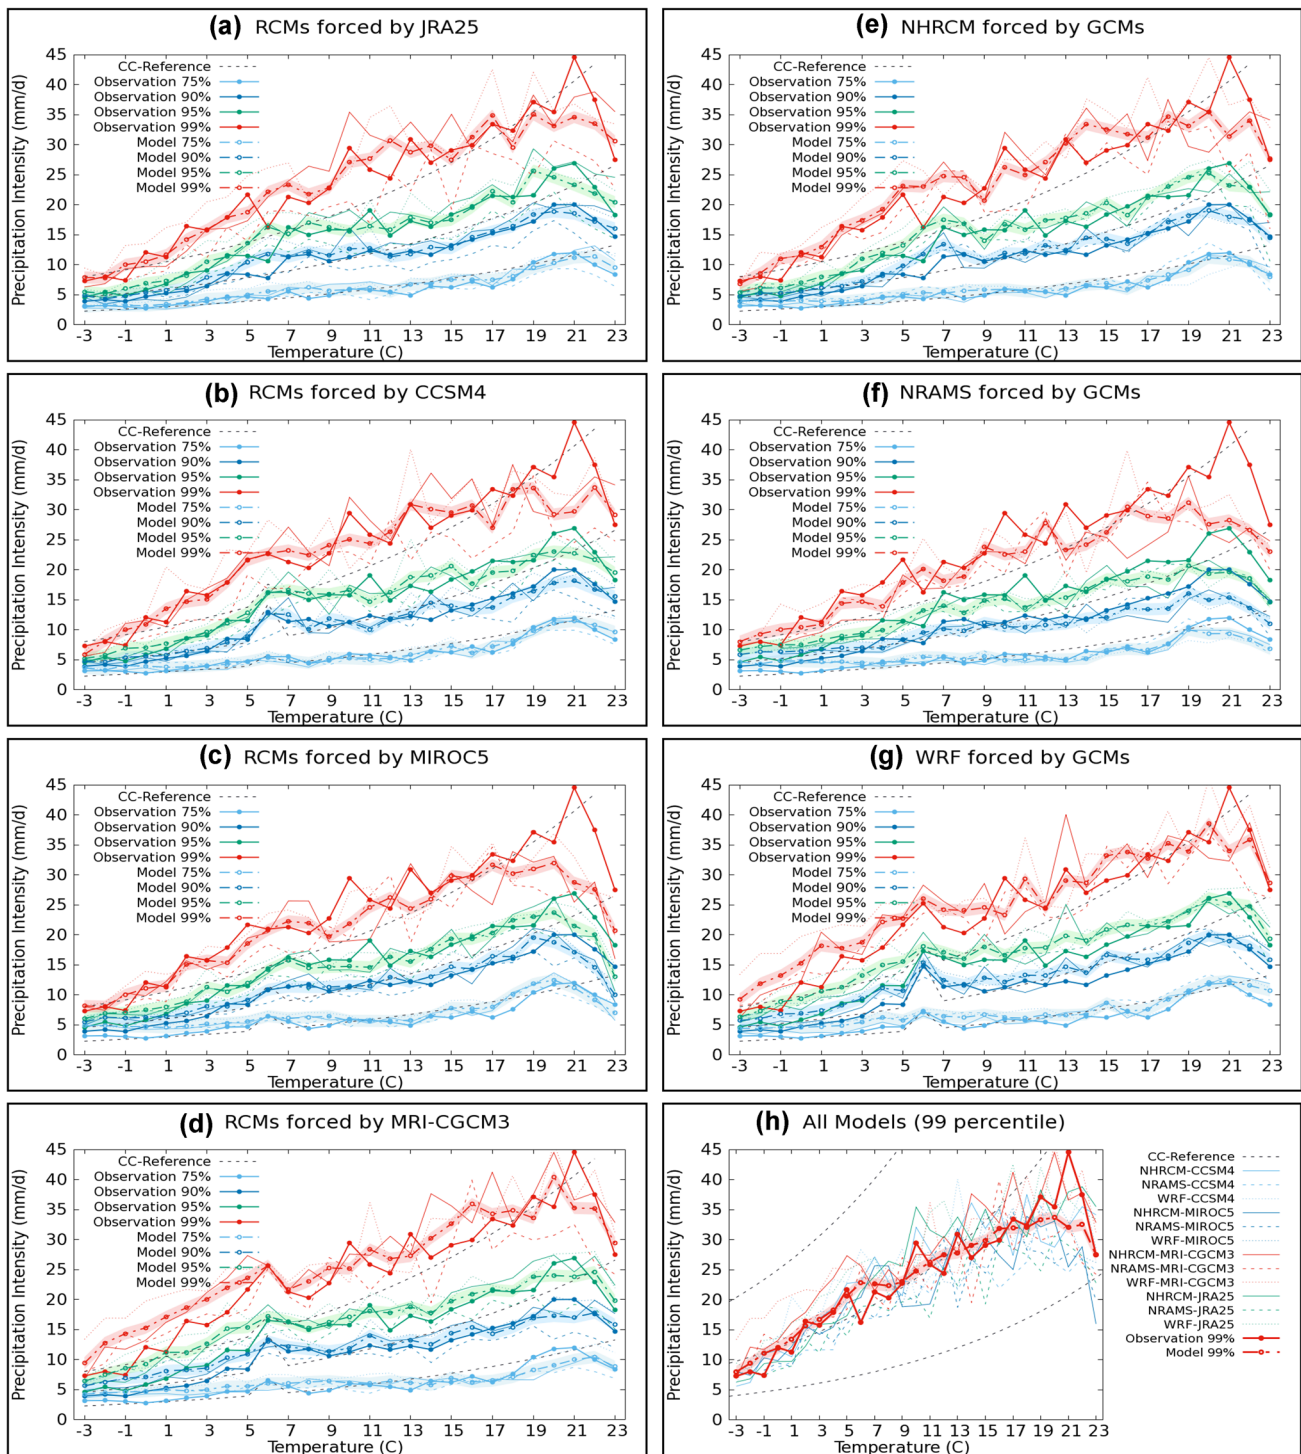 (a) RCMs forced by JRA25
Precipitation Intensity (mm/d)
45
40
35
30
25
20
15
10
5
0
CC-Reference
Observation 75%
Observation 90%
Observation 95%
Observation 99%
Model 75%
Model 90%
Model 95%
Model 99%
-3 -1 1 3 5 7 9 11 13 15 17 19 21 23
Temperature (C)
(b) RCMs forced by CCSM4
Precipitation Intensity (mm/d)
45
40
35
30
25
20
15
10
5
0
CC-Reference
Observation 75%
Observation 90%
Observation 95%
Observation 99%
Model 75%
Model 90%
Model 95%
Model 99%
-3 -1 1 3 5 7 9 11 13 15 17 19 21 23
Temperature (C)
(c) RCMs forced by MIROC5
Precipitation Intensity (mm/d)
45
40
35
30
25
20
15
10
5
0
CC-Reference
Observation 75%
Observation 90%
Observation 95%
Observation 99%
Model 75%
Model 90%
Model 95%
Model 99%
-3 -1 1 3 5 7 9 11 13 15 17 19 21 23
Temperature (C)
(d) RCMs forced by MRI-CGCM3
Precipitation Intensity (mm/d)
45
40
35
30
25
20
15
10
5
0
CC-Reference
Observation 75%
Observation 90%
Observation 95%
Observation 99%
Model 75%
Model 90%
Model 95%
Model 99%
-3 -1 1 3 5 7 9 11 13 15 17 19 21 23
Temperature (C)
(e) NHRCM forced by GCMs
Precipitation Intensity (mm/d)
45
40
35
30
25
20
15
10
5
0
CC-Reference
Observation 75%
Observation 90%
Observation 95%
Observation 99%
Model 75%
Model 90%
Model 95%
Model 99%
-3 -1 1 3 5 7 9 11 13 15 17 19 21 23
Temperature (C)
(f) NRAMS forced by GCMs
Precipitation Intensity (mm/d)
45
40
35
30
25
20
15
10
5
0
CC-Reference
Observation 75%
Observation 90%
Observation 95%
Observation 99%
Model 75%
Model 90%
Model 95%
Model 99%
-3 -1 1 3 5 7 9 11 13 15 17 19 21 23
Temperature (C)
(g) WRF forced by GCMs
Precipitation Intensity (mm/d)
45
40
35
30
25
20
15
10
5
0
CC-Reference
Observation 75%
Observation 90%
Observation 95%
Observation 99%
Model 75%
Model 90%
Model 95%
Model 99%
-3 -1 1 3 5 7 9 11 13 15 17 19 21 23
Temperature (C)
(h) All Models (99 percentile)
Precipitation Intensity (mm/d)
45
40
35
30
25
20
15
10
5
0
-3 -1 1 3 5 7 9 11 13 15 17 19 21 23
Temperature (C)
CC-Reference
NHRCM-CCSM4
NRAMS-CCSM4
WRF-CCSM4
NHRCM-MIROC5
NRAMS-MIROC5
WRF-MIROC5
NHRCM-MRI-CGCM3
NRAMS-MRI-CGCM3
WRF-MRI-CGCM3
NHRCM-JRA25
NRAMS-JRA25
WRF-JRA25
Observation 99%
Model 99%